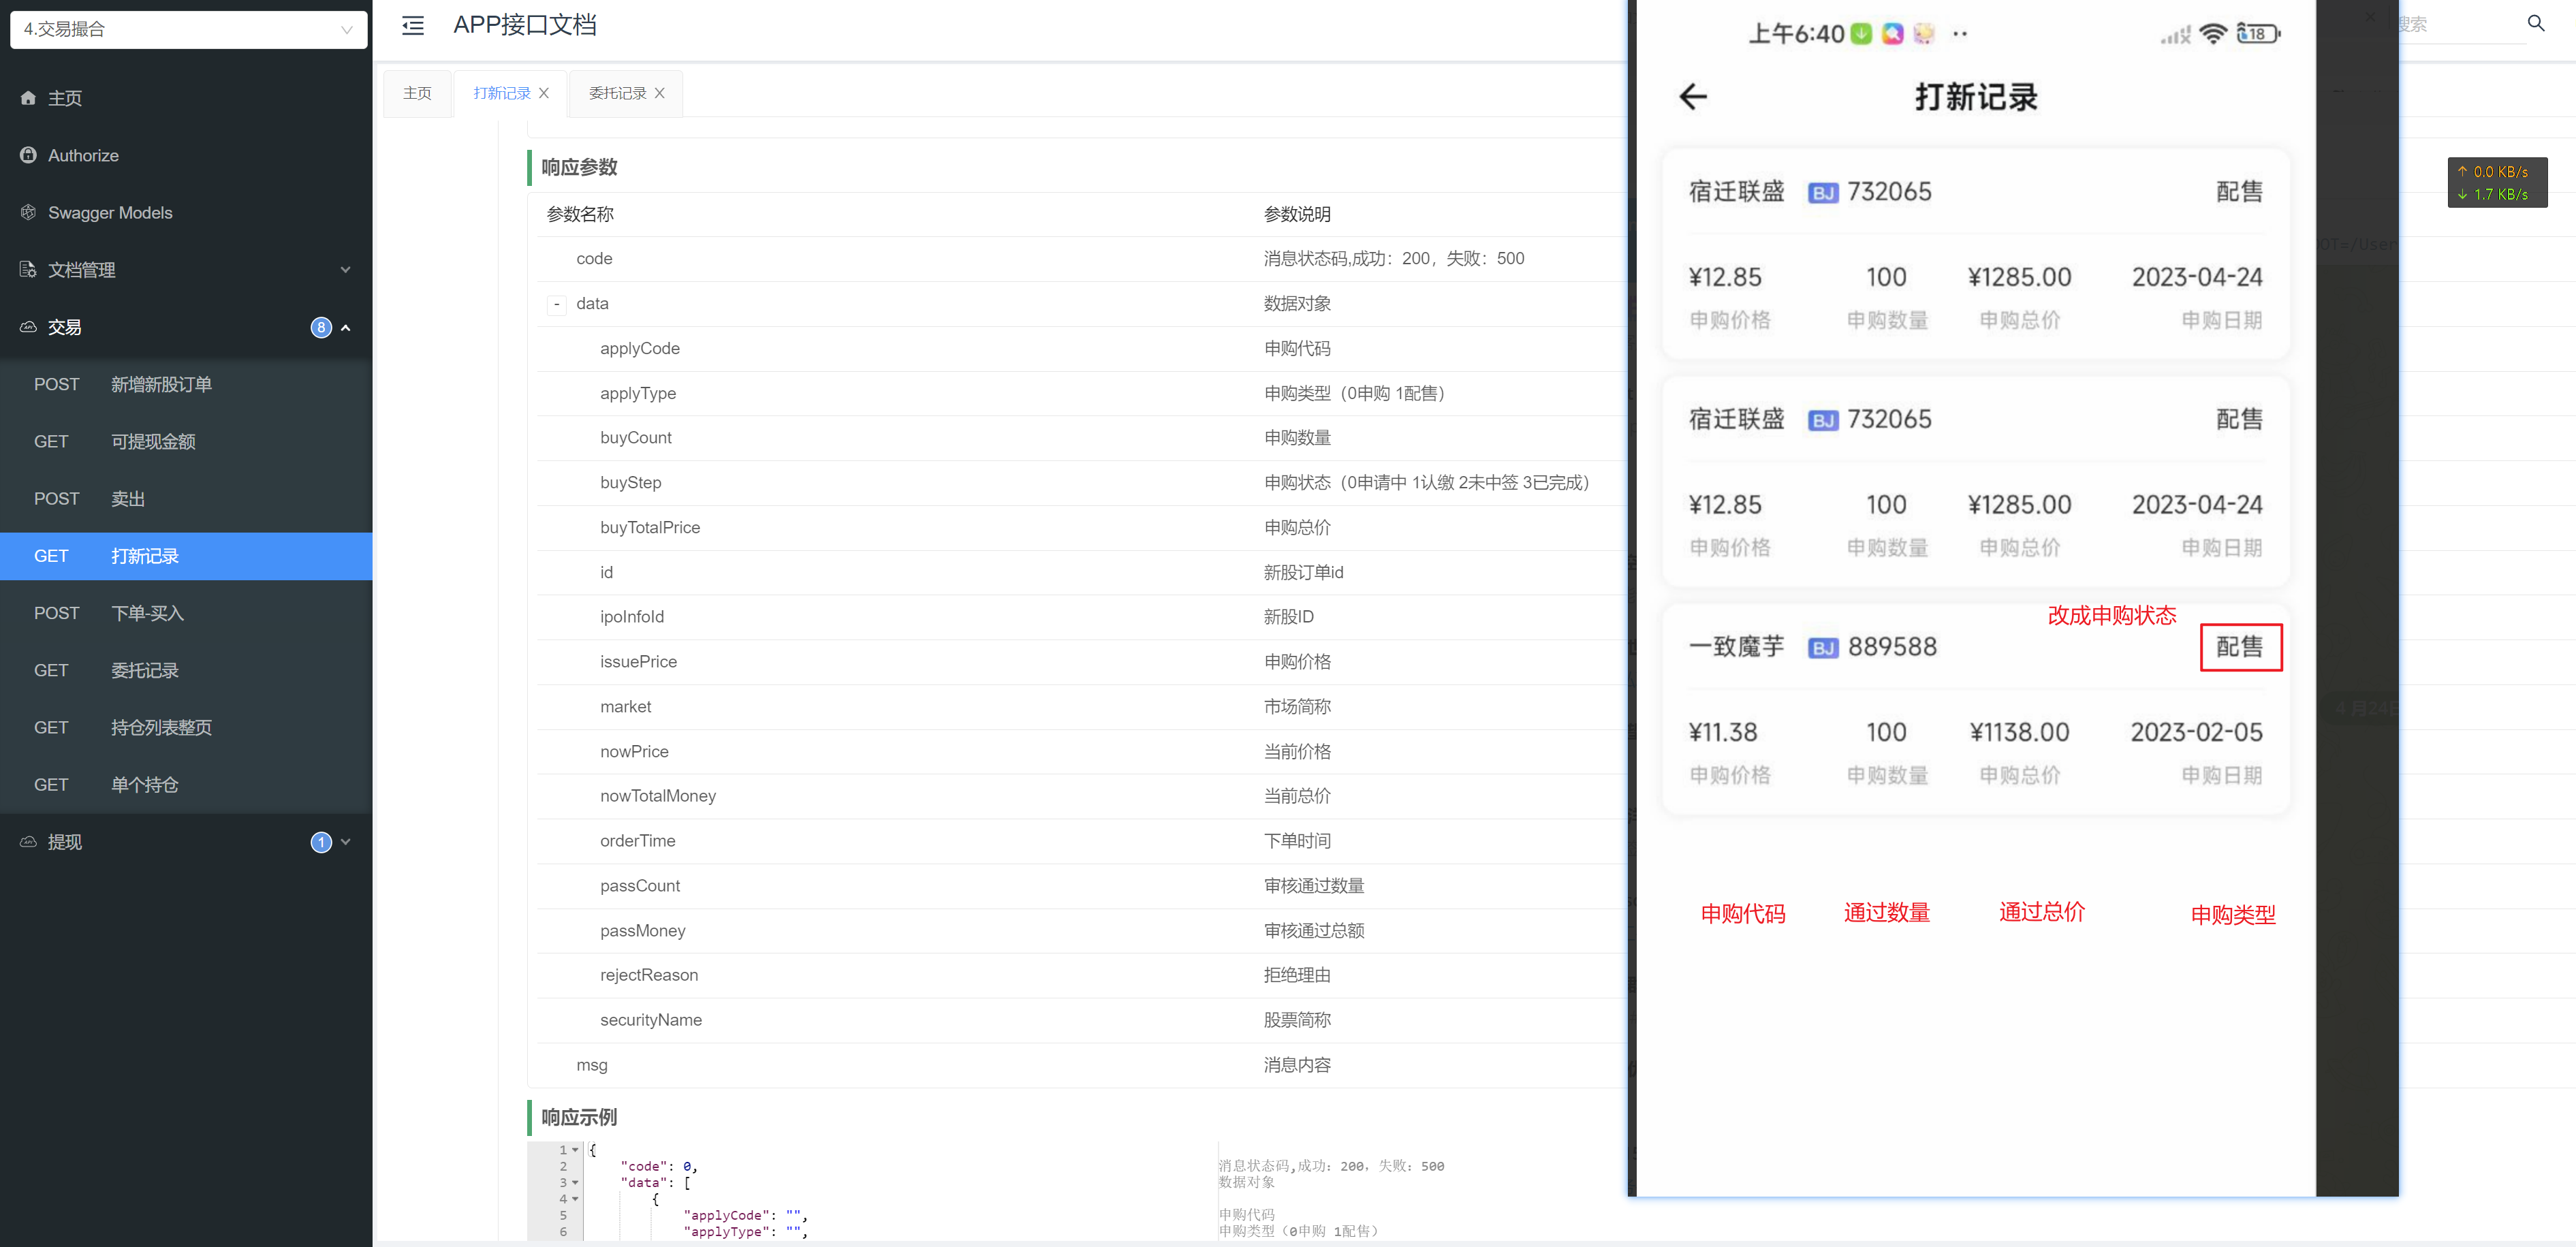 4.交易撮合
主页
Authorize
Swagger Models
文档管理
交易 8
POST 新增新股订单
GET 可提现金额
POST 卖出
GET 打新记录
POST 下单-买入
GET 委托记录
GET 持仓列表整页
GET 单个持仓
提现 1
APP接口文档
搜索
主页 打新记录 委托记录
响应参数
参数名称 参数说明
code 消息状态码,成功：200，失败：500
- data 数据对象
applyCode 申购代码
applyType 申购类型（0申购 1配售）
buyCount 申购数量
buyStep 申购状态（0申请中 1认缴 2未中签 3已完成）
buyTotalPrice 申购总价
id 新股订单id
ipoInfoId 新股ID
issuePrice 申购价格
market 市场简称
nowPrice 当前价格
nowTotalMoney 当前总价
orderTime 下单时间
passCount 审核通过数量
passMoney 审核通过总额
rejectReason 拒绝理由
securityName 股票简称
msg 消息内容
响应示例
1 {
2 "code": 0, 消息状态码,成功：200，失败：500
3 "data": [ 数据对象
4 {
5 "applyCode": "", 申购代码
6 "applyType": "", 申购类型（0申购 1配售）
上午6:40 18
打新记录
宿迁联盛 BJ 732065 配售
¥12.85 100 ¥1285.00 2023-04-24
申购价格 申购数量 申购总价 申购日期
宿迁联盛 BJ 732065 配售
¥12.85 100 ¥1285.00 2023-04-24
申购价格 申购数量 申购总价 申购日期
改成申购状态
一致魔芋 BJ 889588 配售
¥11.38 100 ¥1138.00 2023-02-05
申购价格 申购数量 申购总价 申购日期
申购代码 通过数量 通过总价 申购类型
↑ 0.0 KB/s
↓ 1.7 KB/s
OOT=/User
4 月24日